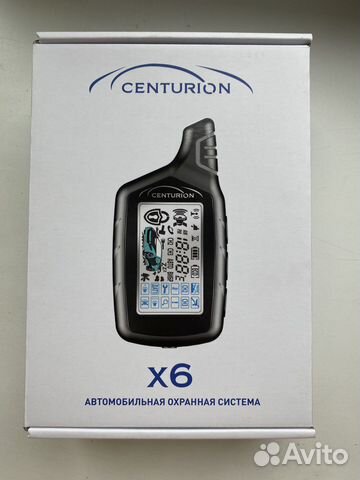 CENTURION
CENTURION
X6
АВТОМОБИЛЬНАЯ ОХРАННАЯ СИСТЕМА
Avito